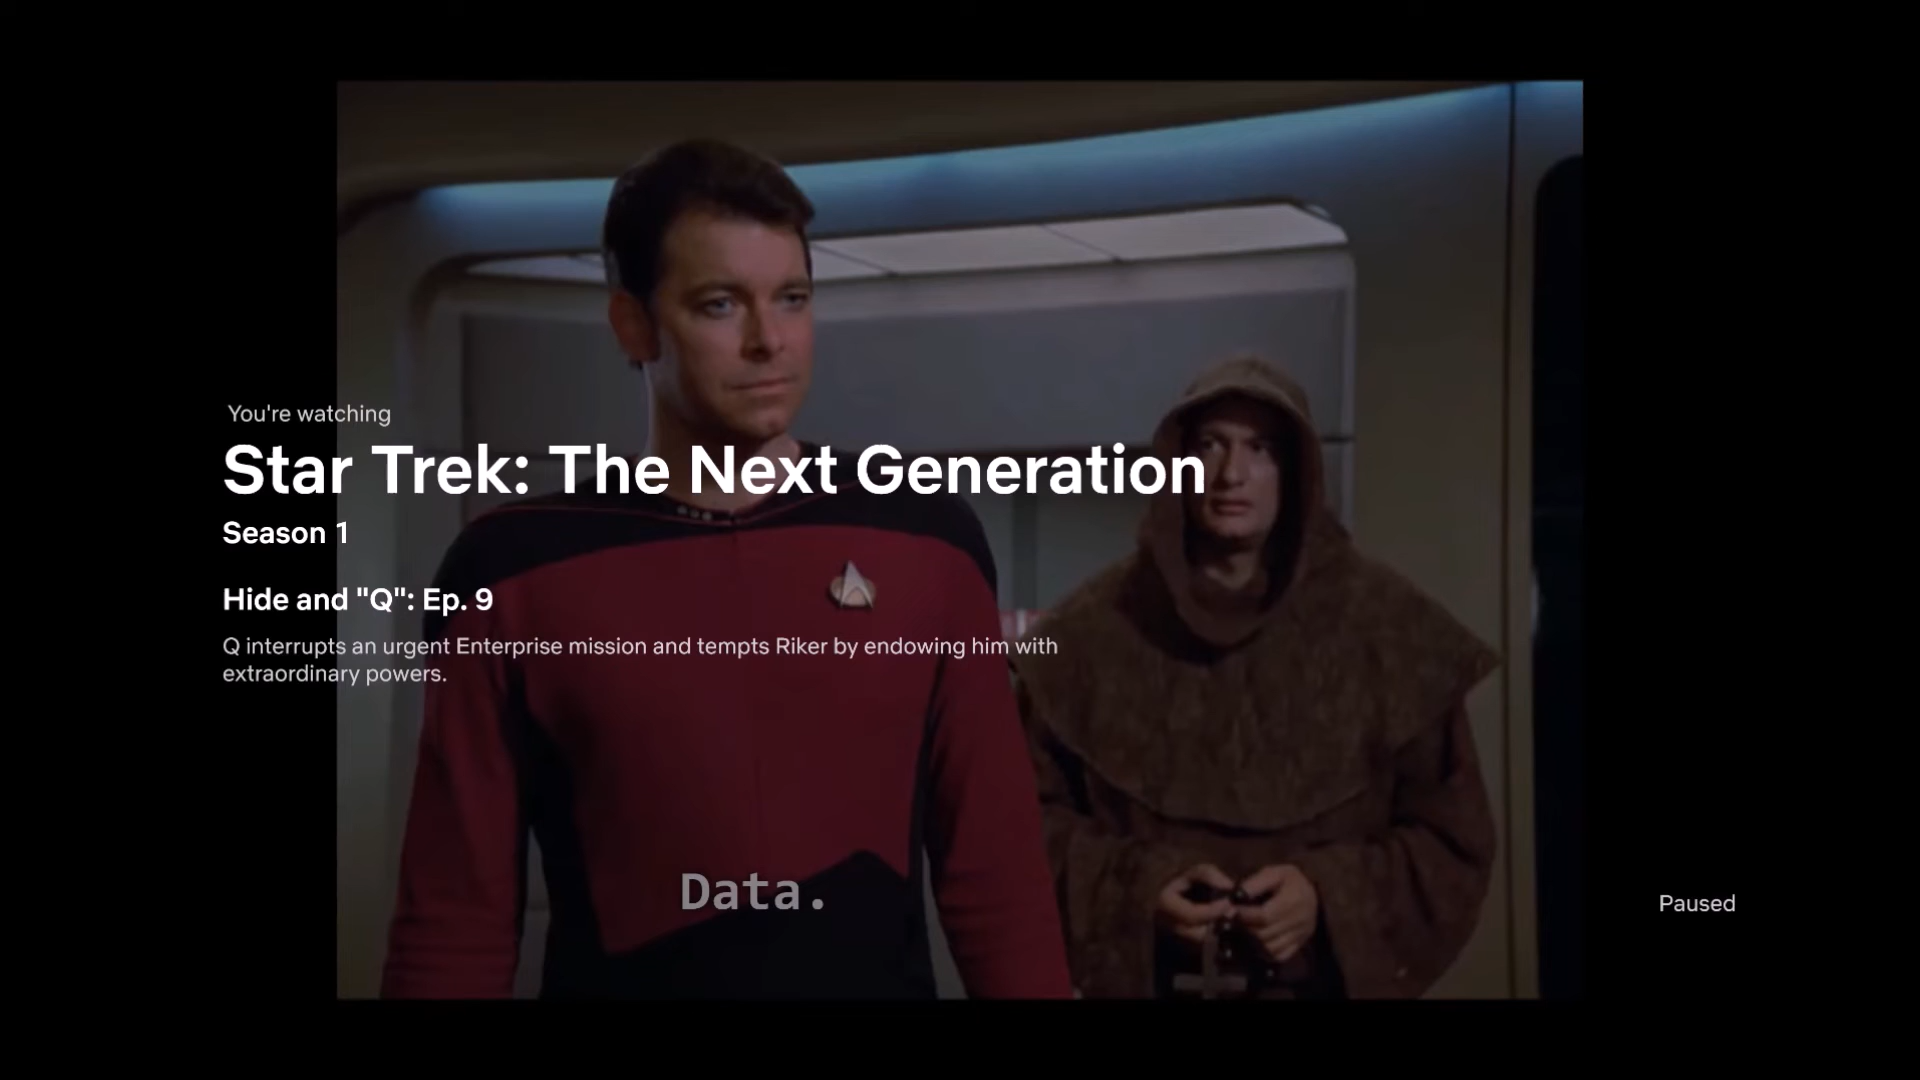 You're watching
Star Trek: The Next Generation
Season 1
Hide and "Q": Ep. 9
Q interrupts an urgent Enterprise mission and tempts Riker by endowing him with
extraordinary powers.
Data.
Paused